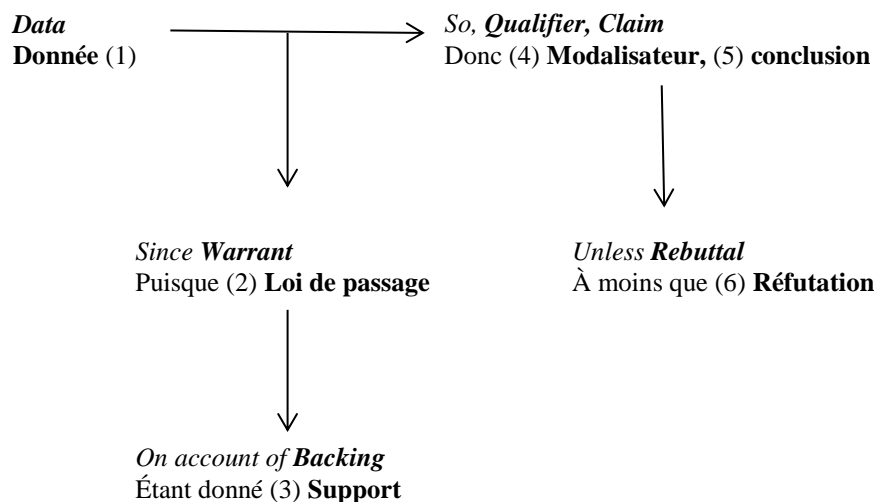 Data
Donnée (1)
So, Qualifier, Claim
Donc (4) Modalisateur, (5) conclusion
Since Warrant
Puisque (2) Loi de passage
Unless Rebuttal
À moins que (6) Réfutation
On account of Backing
Étant donné (3) Support